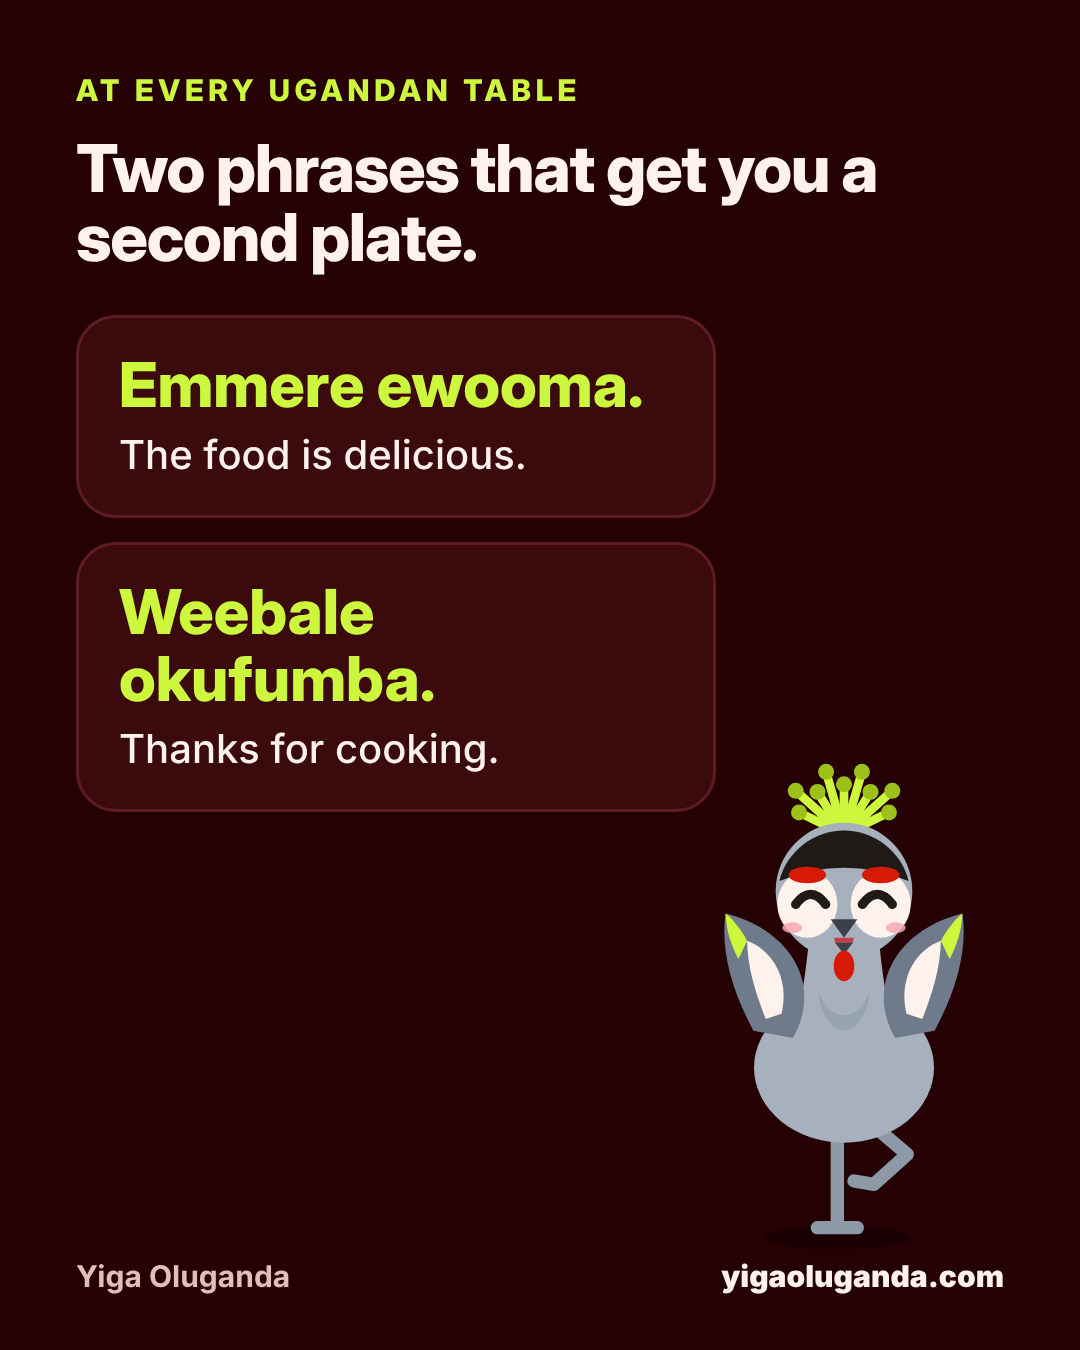 AT EVERY UGANDAN TABLE
Two phrases that get you a
second plate.
Emmere ewooma.
The food is delicious.
Weebale
okufumba.
Thanks for cooking.
Yiga Oluganda
yigaoluganda.com